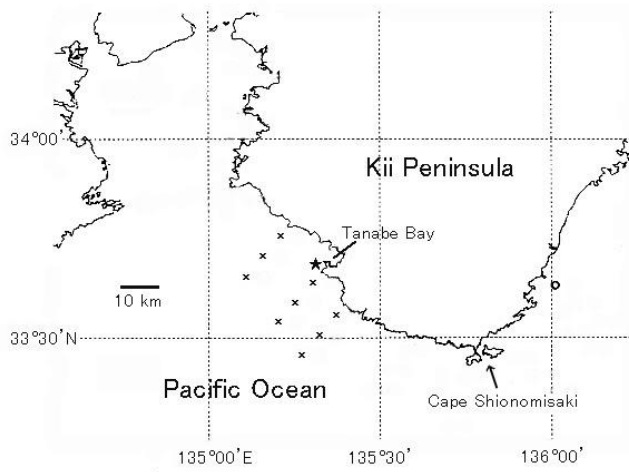 34°00'
Kii Peninsula
Tanabe Bay
10 km
33°30'N
Pacific Ocean
Cape Shionomisaki
135°00'E
135°30'
136°00'